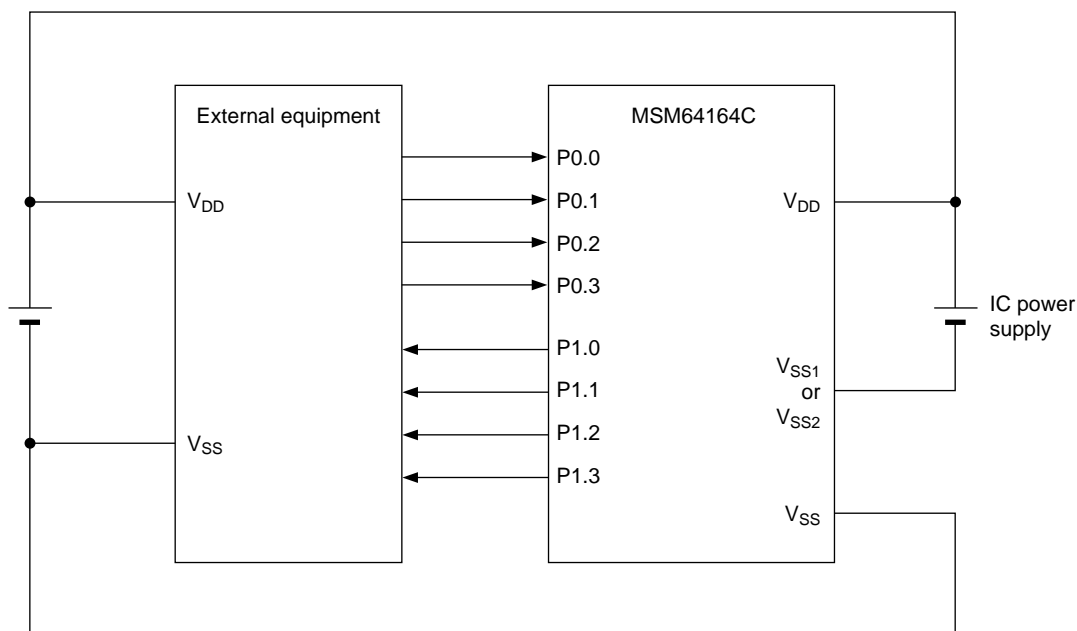 External equipment
V_DD
V_SS
MSM64164C
P0.0
P0.1
P0.2
P0.3
P1.0
P1.1
P1.2
P1.3
V_DD
V_SS1
or
V_SS2
V_SS
IC power
supply